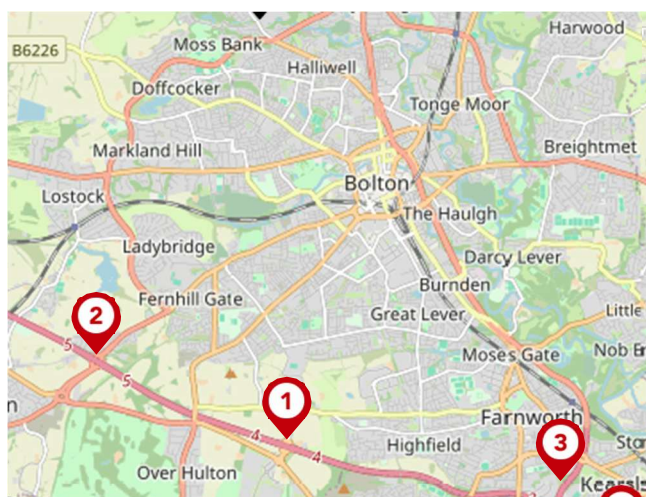 Harwood
B6226
Moss Bank
Halliwell
Doffcocker
Tonge Moor
Markland Hill
Breightmet
Bolton
Lostock
The Haulgh
Ladybridge
Darcy Lever
Burnden
Fernhill Gate
Great Lever
Little
2
5
Moses Gate
5
1
Farnworth
4
4
Highfield
3
Over Hulton